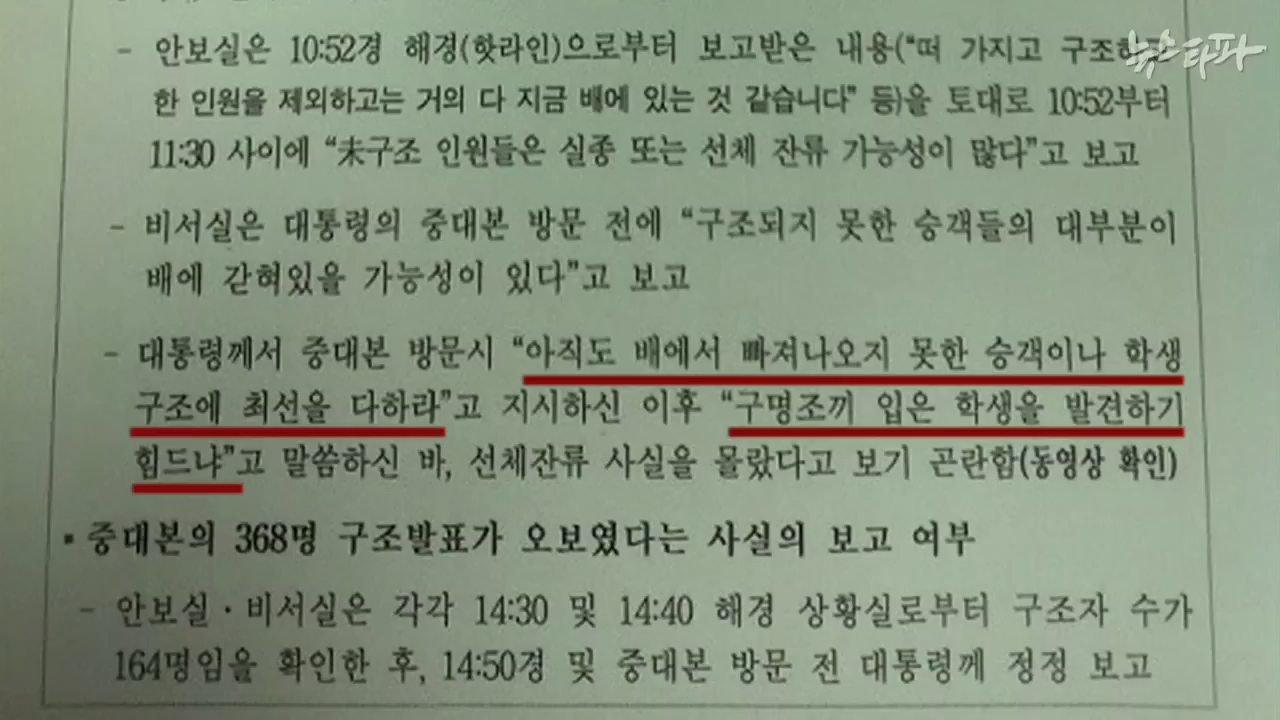 뉴스타파
- 안보실은 10:52경 해경(핫라인)으로부터 보고받은 내용("떠 가지고 구조하고
한 인원을 제외하고는 거의 다 지금 배에 있는 것 같습니다" 등)을 토대로 10:52부터
11:30 사이에 "未구조 인원들은 실종 또는 선체 잔류 가능성이 많다"고 보고
- 비서실은 대통령의 중대본 방문 전에 "구조되지 못한 승객들의 대부분이
배에 갇혀있을 가능성이 있다"고 보고
- 대통령께서 중대본 방문시 "아직도 배에서 빠져나오지 못한 승객이나 학생
구조에 최선을 다하라"고 지시하신 이후 "구명조끼 입은 학생을 발견하기
힘드냐"고 말씀하신 바, 선체잔류 사실을 몰랐다고 보기 곤란함(동영상 확인)
▪ 중대본의 368명 구조발표가 오보였다는 사실의 보고 여부
- 안보실·비서실은 각각 14:30 및 14:40 해경 상황실로부터 구조자 수가
164명임을 확인한 후, 14:50경 및 중대본 방문 전 대통령께 정정 보고